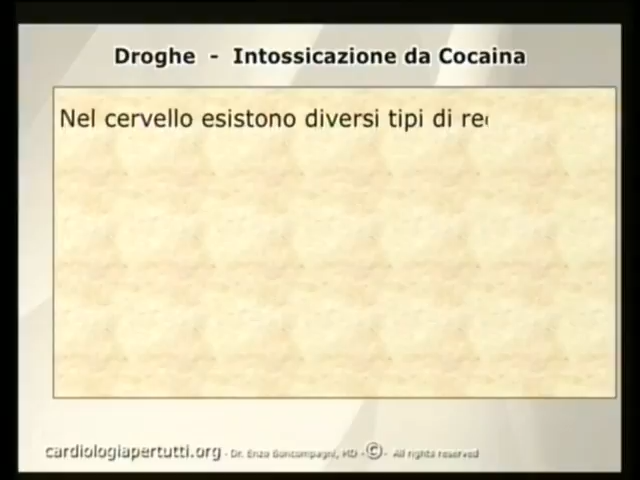 Droghe - Intossicazione da Cocaina
Nel cervello esistono diversi tipi di
cardiologiapertutti.org - Dr. Enzo Boncompagni, MD - © - All rights reserved